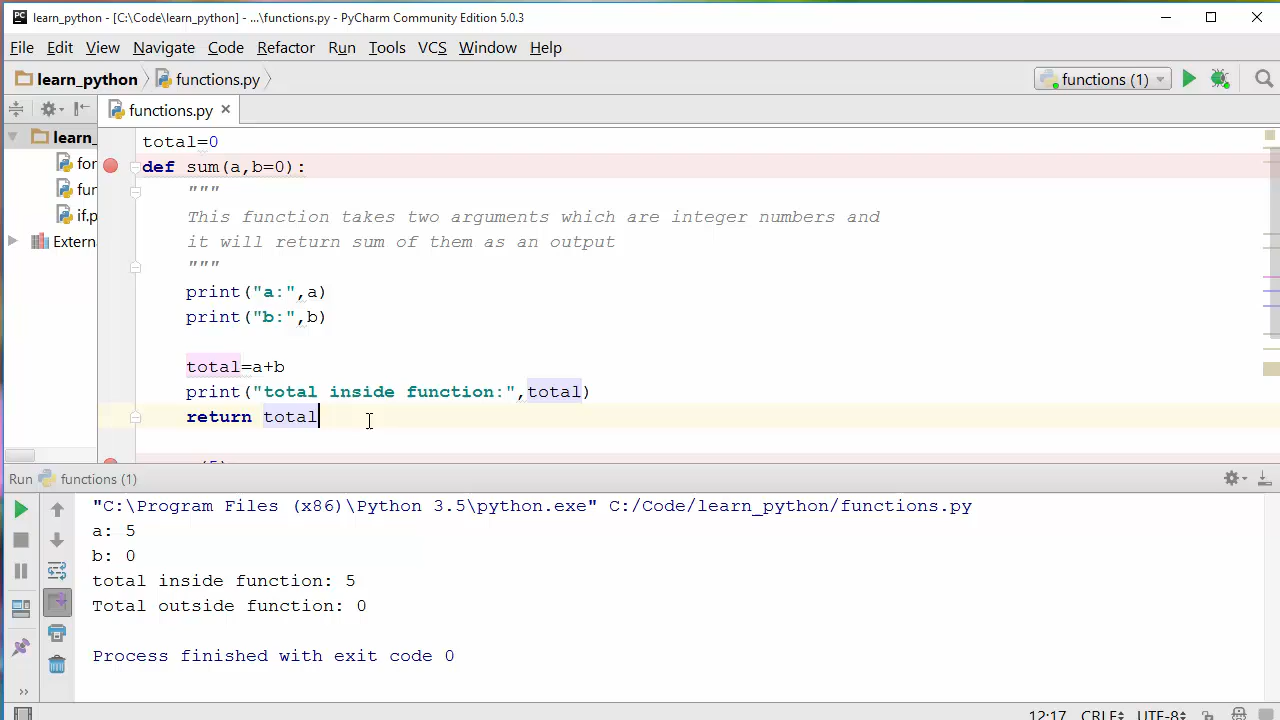 learn_python - [C:\Code\learn_python] - ...\functions.py - PyCharm Community Edition 5.0.3
File Edit View Navigate Code Refactor Run Tools VCS Window Help
learn_python functions.py functions (1)
functions.py
learn_
for
fun
if.p
Extern
total=0
def sum(a,b=0):
"""
This function takes two arguments which are integer numbers and
it will return sum of them as an output
"""
print("a:",a)
print("b:",b)
total=a+b
print("total inside function:",total)
return total
Run functions (1)
"C:\Program Files (x86)\Python 3.5\python.exe" C:/Code/learn_python/functions.py
a: 5
b: 0
total inside function: 5
Total outside function: 0
Process finished with exit code 0
12:17 CRLF UTF-8